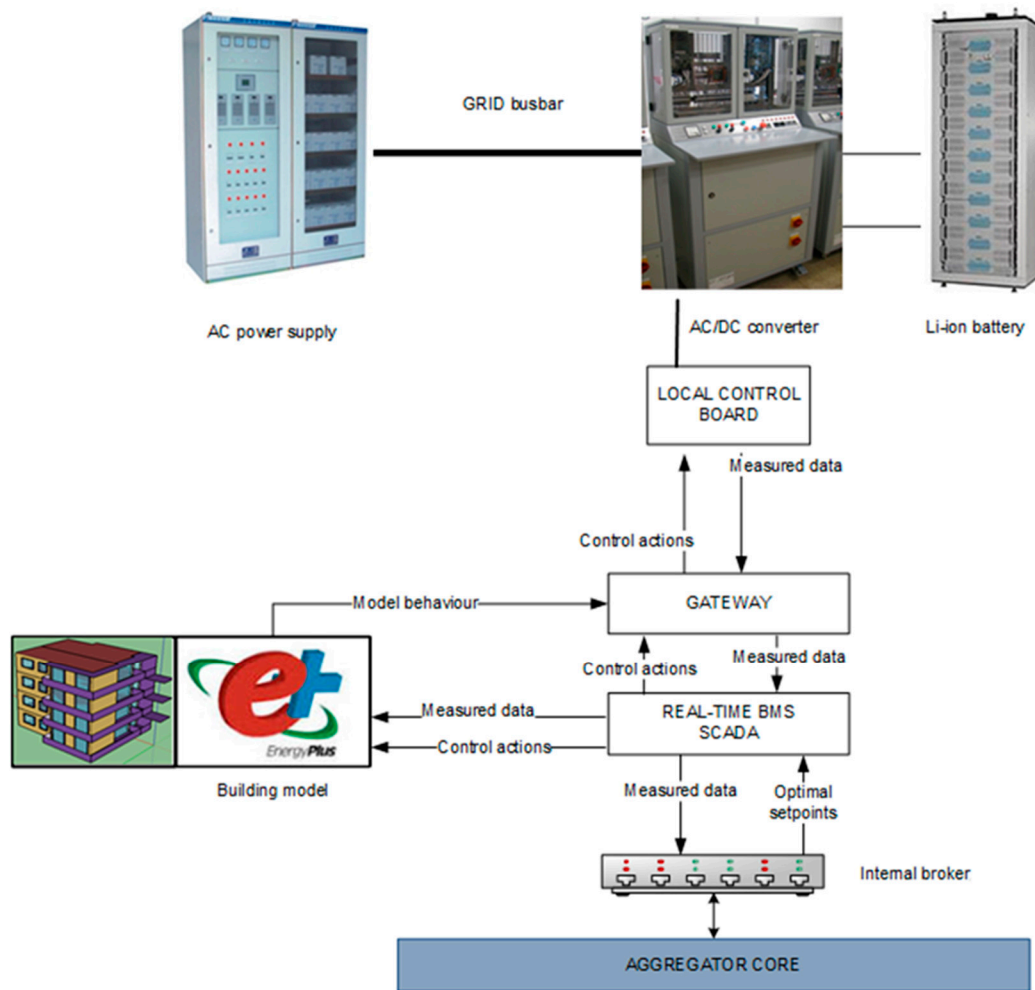 GRID busbar
AC power supply
AC/DC converter
Li-ion battery
LOCAL CONTROL
BOARD
Measured data
Control actions
GATEWAY
Model behaviour
Control actions
Measured data
e+
EnergyPlus
Measured data
Control actions
REAL-TIME BMS
SCADA
Building model
Measured data
Optimal
setpoints
Internal broker
AGGREGATOR CORE